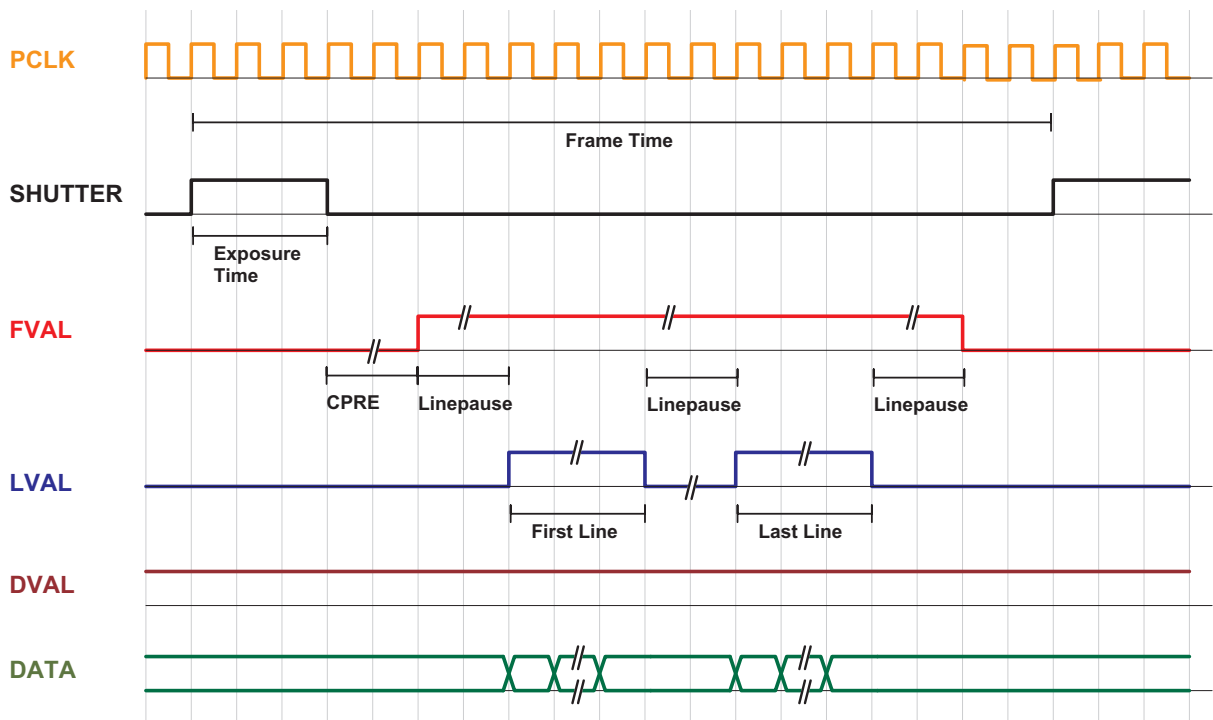 PCLK
Frame Time
SHUTTER
Exposure
Time
FVAL
CPRE
Linepause
Linepause
Linepause
LVAL
First Line
Last Line
DVAL
DATA